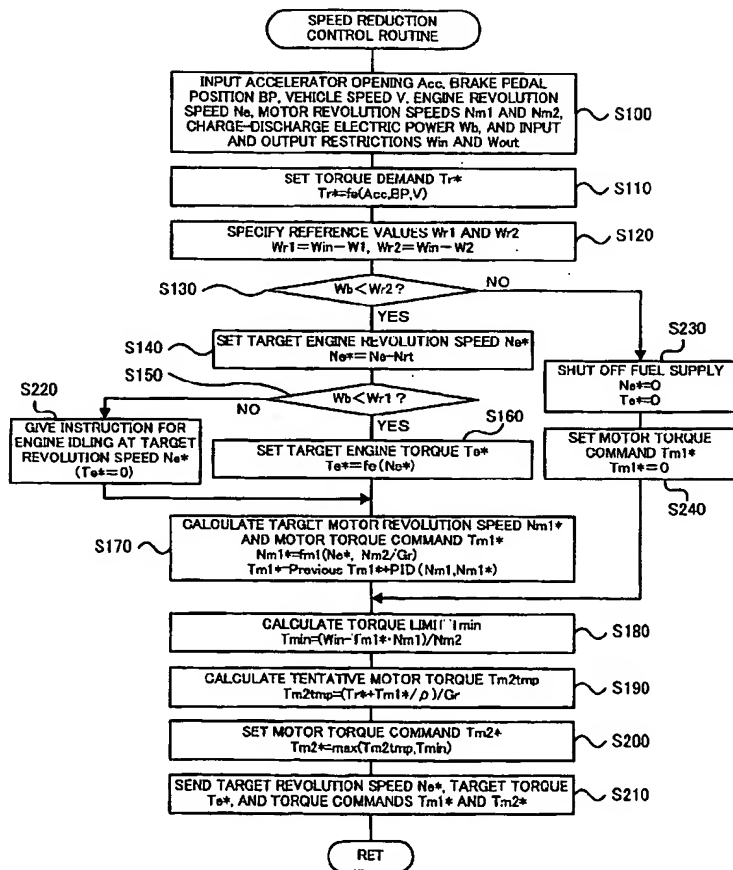 SPEED REDUCTION
CONTROL ROUTINE
INPUT ACCELERATOR OPENING Acc, BRAKE PEDAL
POSITION BP, VEHICLE SPEED V, ENGINE REVOLUTION
SPEED Ne, MOTOR REVOLUTION SPEEDS Nm1 AND Nm2,
CHARGE-DISCHARGE ELECTRIC POWER Wb, AND INPUT
AND OUTPUT RESTRICTIONS Win AND Wout
S100
SET TORQUE DEMAND Tr*
Tr*=fe(Acc,BP,V)
S110
SPECIFY REFERENCE VALUES Wr1 AND Wr2
Wr1=Win-W1, Wr2=Win-W2
S120
S130
Wb<Wr2?
NO
YES
S140
SET TARGET ENGINE REVOLUTION SPEED Ne*
Ne*=Ne-Nrt
S230
SHUT OFF FUEL SUPPLY
Ne*=0
Te*=0
S150
Wb<Wr1?
NO
YES
S220
GIVE INSTRUCTION FOR
ENGINE IDLING AT TARGET
REVOLUTION SPEED Ne*
(Te*=0)
S160
SET TARGET ENGINE TORQUE Te*
Te*=fe(Ne*)
SET MOTOR TORQUE
COMMAND Tm1*
Tm1*=0
S240
S170
CALCULATE TARGET MOTOR REVOLUTION SPEED Nm1*
AND MOTOR TORQUE COMMAND Tm1*
Nm1*=fm1(Ne*, Nm2/Gr)
Tm1*=Previous Tm1*+PID(Nm1,Nm1*)
CALCULATE TORQUE LIMIT Tmin
Tmin=(Win-Tm1*·Nm1)/Nm2
S180
CALCULATE TENTATIVE MOTOR TORQUE Tm2tmp
Tm2tmp=(Tr*+Tm1*/ρ)/Gr
S190
SET MOTOR TORQUE COMMAND Tm2*
Tm2*=max(Tm2tmp,Tmin)
S200
SEND TARGET REVOLUTION SPEED Ne*, TARGET TORQUE
Te*, AND TORQUE COMMANDS Tm1* AND Tm2*
S210
RET